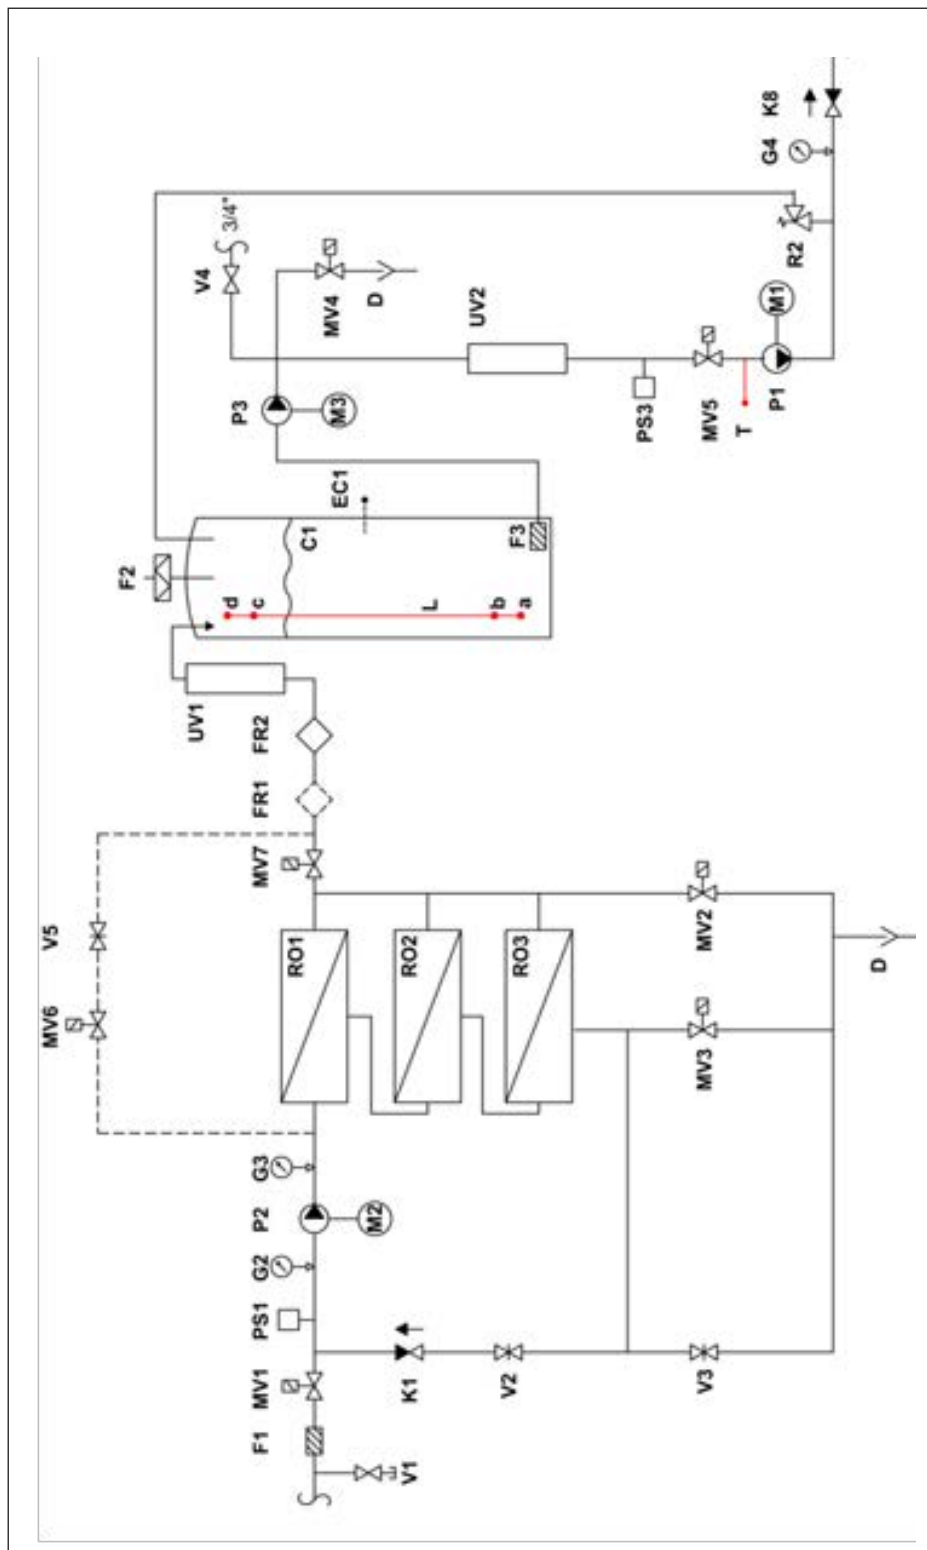 K8
G4
3/4"
V4
MV4
D
R2
UV2
M1
P3
M3
PS3
MV5
T
P1
EC1
F2
C1
F3
d
c
L
b
a
UV1
FR2
FR1
MV7
V5
MV6
RO1
RO2
RO3
MV2
MV3
D
G3
P2
M2
G2
PS1
MV1
K1
V2
V3
F1
V1